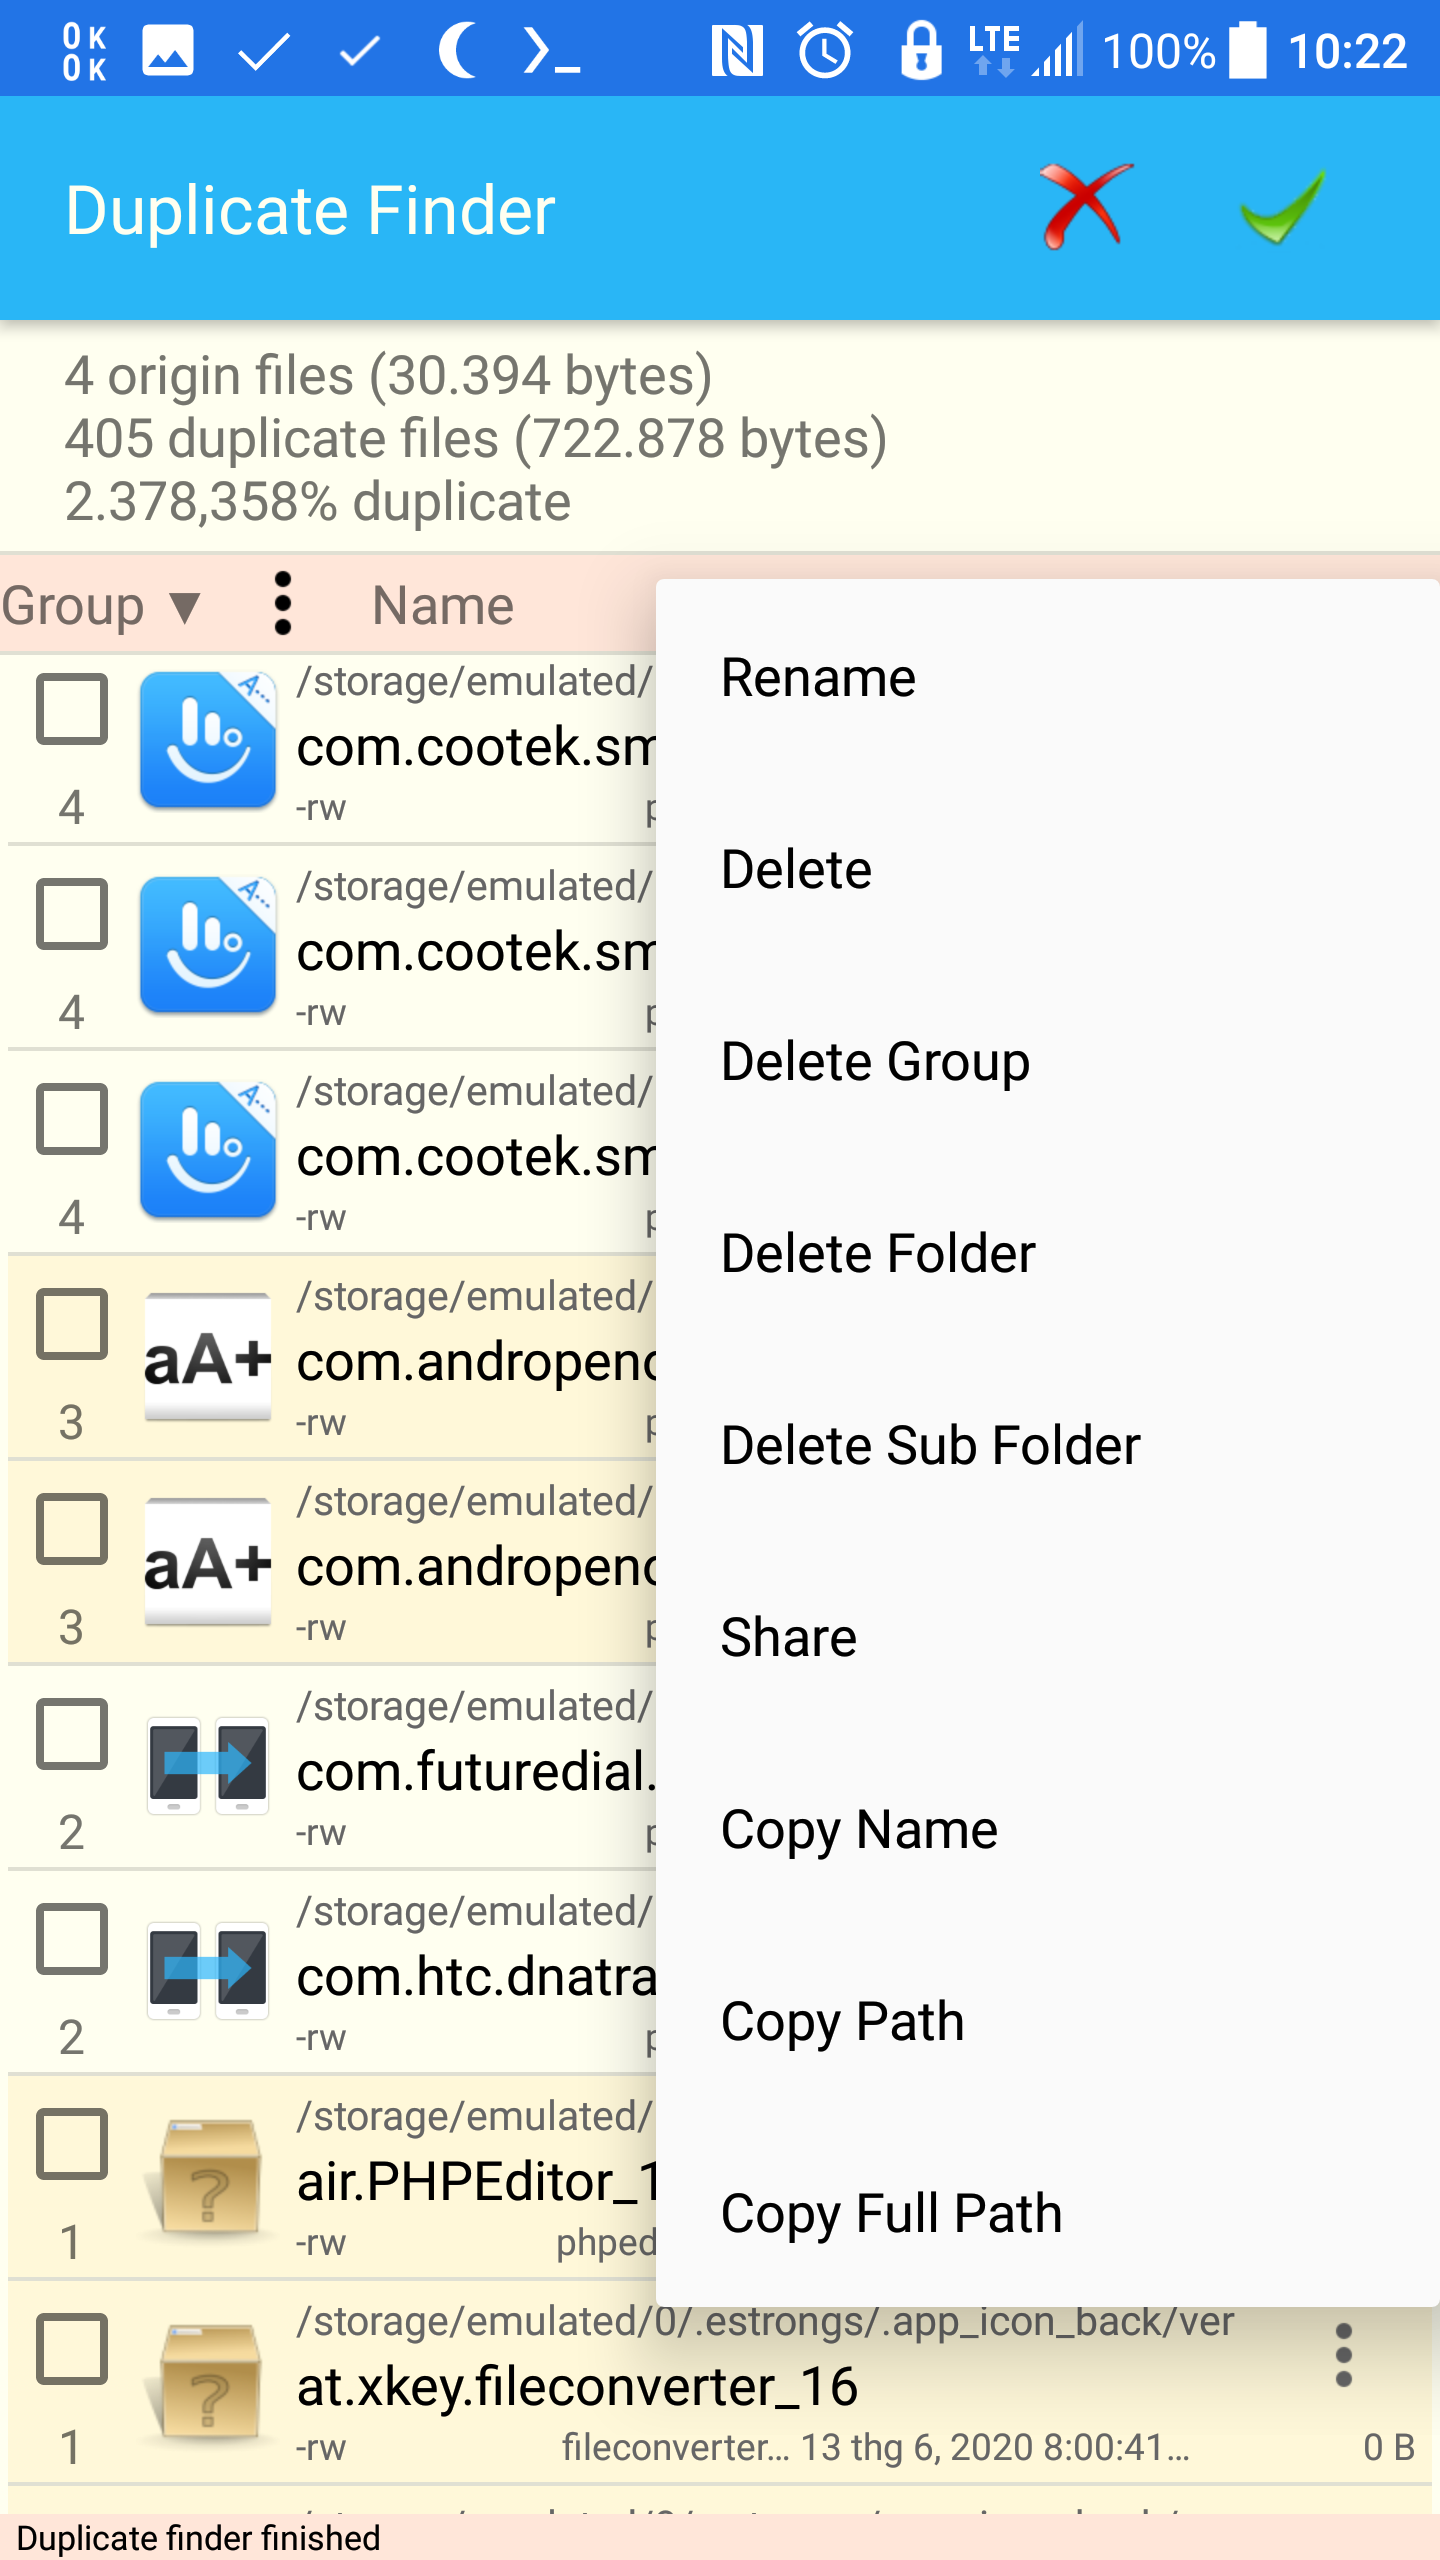 0 K
0 K
LTE 100% 10:22
Duplicate Finder
4 origin files (30.394 bytes)
405 duplicate files (722.878 bytes)
2.378,358% duplicate
Group ▼ Name
/storage/emulated/
com.cootek.sm
4 -rw
/storage/emulated/
com.cootek.sm
4 -rw
/storage/emulated/
com.cootek.sm
4 -rw
/storage/emulated/
aA+ com.andropeno
3 -rw
/storage/emulated/
aA+ com.andropeno
3 -rw
/storage/emulated/
com.futuredial.
2 -rw
/storage/emulated/
com.htc.dnatra
2 -rw
/storage/emulated/
air.PHPEditor_1
1 -rw phped
/storage/emulated/0/.estrongs/.app_icon_back/ver
at.xkey.fileconverter_16
1 -rw fileconverter... 13 thg 6, 2020 8:00:41... 0 B
Rename
Delete
Delete Group
Delete Folder
Delete Sub Folder
Share
Copy Name
Copy Path
Copy Full Path
Duplicate finder finished